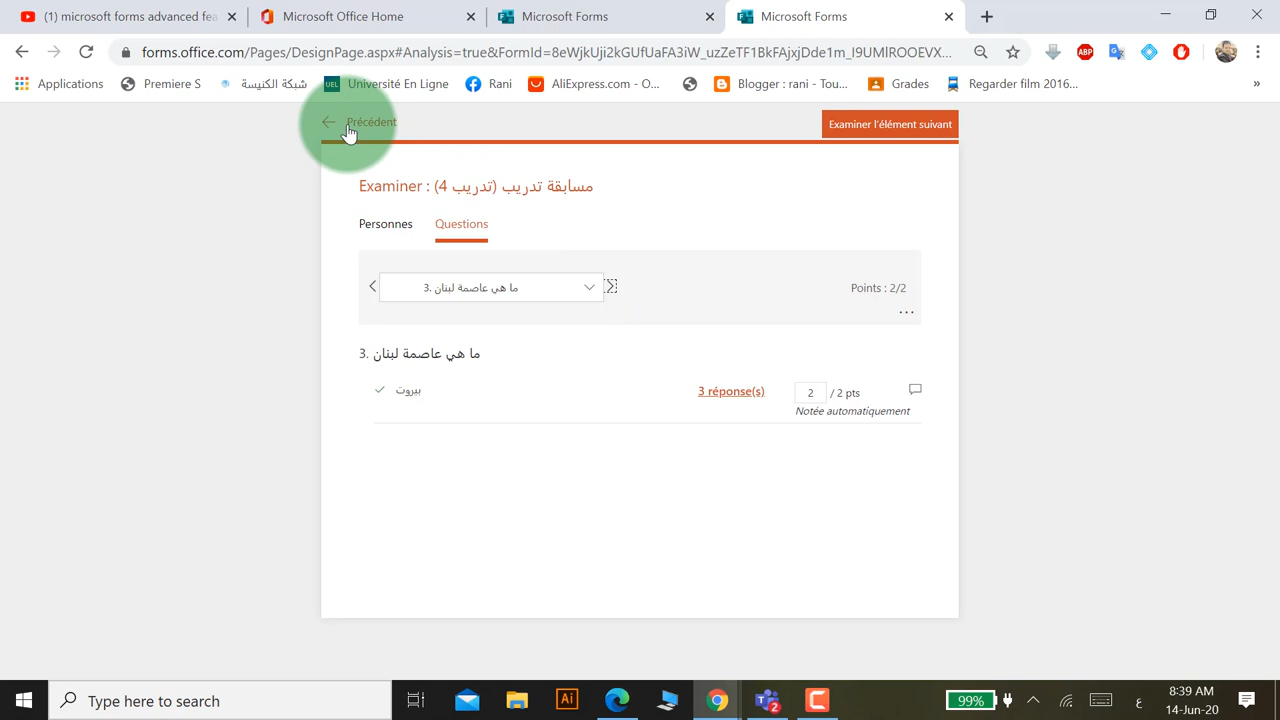 (1) microsoft forms advanced fea
Microsoft Office Home
Microsoft Forms
Microsoft Forms
forms.office.com/Pages/DesignPage.aspx#Analysis=true&FormId=8eWjkUji2kGUfUaFA3iW_uzZeTF1BkFAjxjDde1m_I9UMlROOEVX...
ABP
Applications
Premiere S
شبكة الكنيسة
UEL
Université En Ligne
Rani
AliExpress.com - O...
Blogger : rani - Tou...
Grades
Regarder film 2016...
Précédent
Examiner l'élément suivant
Examiner : مسابقة تدريب (تدريب 4)
Personnes
Questions
3. ما هي عاصمة لبنان
Points : 2/2
3. ما هي عاصمة لبنان
بيروت
3 réponse(s)
2 / 2 pts
Notée automatiquement
Type here to search
Ai
2
99%
ع
8:39 AM
14-Jun-20